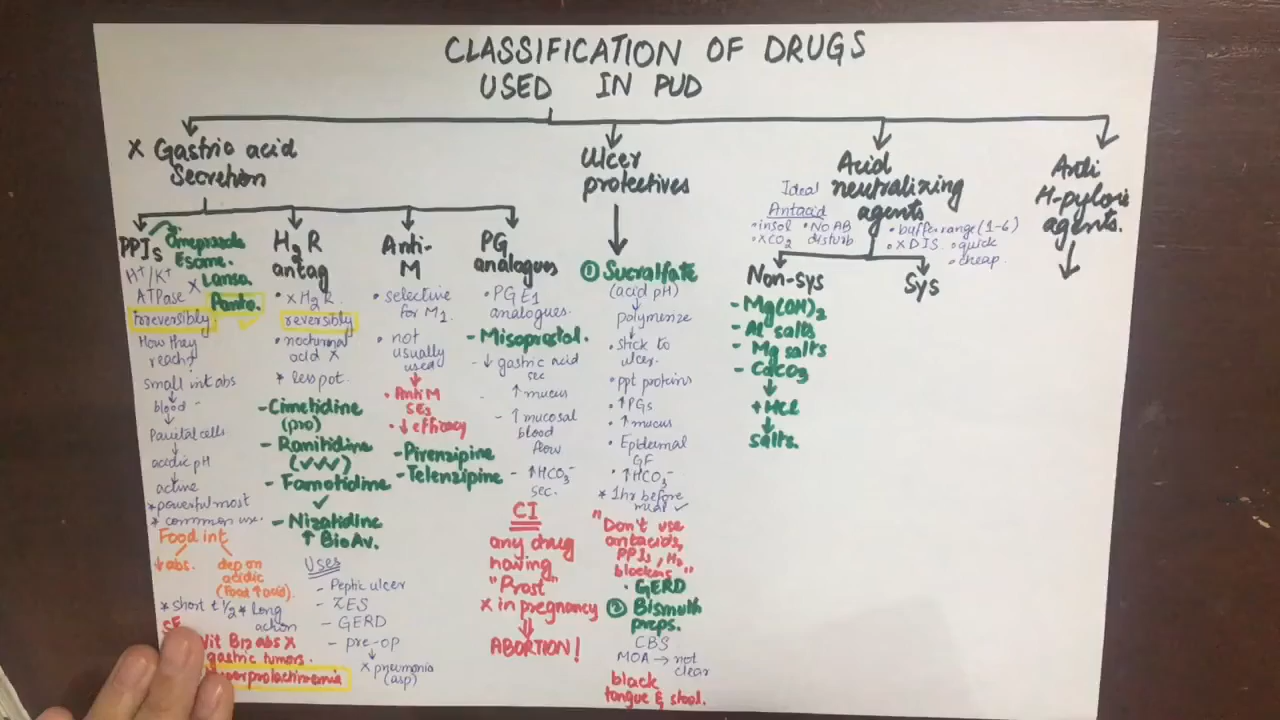 CLASSIFICATION OF DRUGS
USED IN PUD
X Gastric acid
Secretion
PPIs
Omeprazole
Esome.
Lansa.
Panto.
H+/K+
ATPase X
irreversibly
How they
reach?
small int abs
blood
Parietal cells
acidic pH
active
* powerful most
* common use.
Food int
↓ abs.
dep on
acidic
(Food ↑ acid).
* short t 1/2 * long
action
SE
Vit B12 abs X
gastric tumors.
prolactinemia
H2 R
antag
• X H2 R.
reversibly
• nocturnal
acid X
* less pot.
- Cimetidine
(pro)
- Ranitidine
(✓✓✓)
- Famotidine
✓
- Nizatidine
↑ BioAv.
Uses
- Peptic ulcer
- ZES
- GERD
- pre-op
↓
X pneumonia
(asp)
Anti-
M
• selective
for M1.
• not
usually
used
• Anti M
SEs
• ↓ efficacy
- Pirenzipine
- Telenzipine
PG
analogues
• PGE1
analogues.
- Misoprostol.
- ↓ gastric acid
sec
↑ mucus
- ↑ mucosal
blood
flow
- ↑ HCO3-
sec.
CI
any drug
having
"Prost"
X in pregnancy
⇓
ABORTION!
Ulcer
protectives
① Sucralfate
(acid pH)
↓
polymerize
↓
• stick to
ulcer.
• ppt proteins
• ↑ PGs
• ↑ mucus
• Epidermal
GF
• ↑ HCO3-
* 1hr before
meal ✓
"Don't use
antacids,
PPIs, H2
blockers"
• GERD
② Bismuth
preps.
CBS
MOA → not
clear
black
tongue & stool.
Acid
neutralizing
agents
Ideal
Antacid
• insol • No AB
• X CO2 disturb
• buffer range (1-6)
• X D I S. • quick
• cheap.
Non-sys
- Mg(OH)2
- Al salts
- Mg salts
- CaCO3
↓
+ HCl
↓
salts.
Sys
Anti
H-pylori
agents.